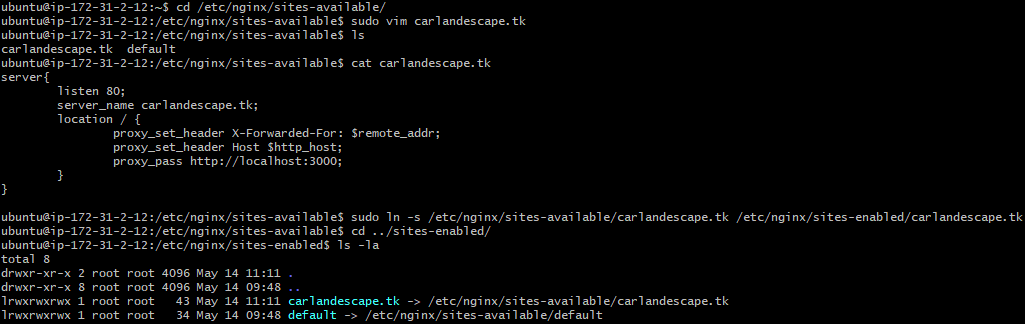 ubuntu@ip-172-31-2-12:~$ cd /etc/nginx/sites-available/
ubuntu@ip-172-31-2-12:/etc/nginx/sites-available$ sudo vim carlandescape.tk
ubuntu@ip-172-31-2-12:/etc/nginx/sites-available$ ls
carlandescape.tk  default
ubuntu@ip-172-31-2-12:/etc/nginx/sites-available$ cat carlandescape.tk
server{
        listen 80;
        server_name carlandescape.tk;
        location / {
                proxy_set_header X-Forwarded-For: $remote_addr;
                proxy_set_header Host $http_host;
                proxy_pass http://localhost:3000;
        }
}
ubuntu@ip-172-31-2-12:/etc/nginx/sites-available$ sudo ln -s /etc/nginx/sites-available/carlandescape.tk /etc/nginx/sites-enabled/carlandescape.tk
ubuntu@ip-172-31-2-12:/etc/nginx/sites-available$ cd ../sites-enabled/
ubuntu@ip-172-31-2-12:/etc/nginx/sites-enabled$ ls -la
total 8
drwxr-xr-x 2 root root 4096 May 14 11:11 .
drwxr-xr-x 8 root root 4096 May 14 09:48 ..
lrwxrwxrwx 1 root root   43 May 14 11:11 carlandescape.tk -> /etc/nginx/sites-available/carlandescape.tk
lrwxrwxrwx 1 root root   34 May 14 09:48 default -> /etc/nginx/sites-available/default